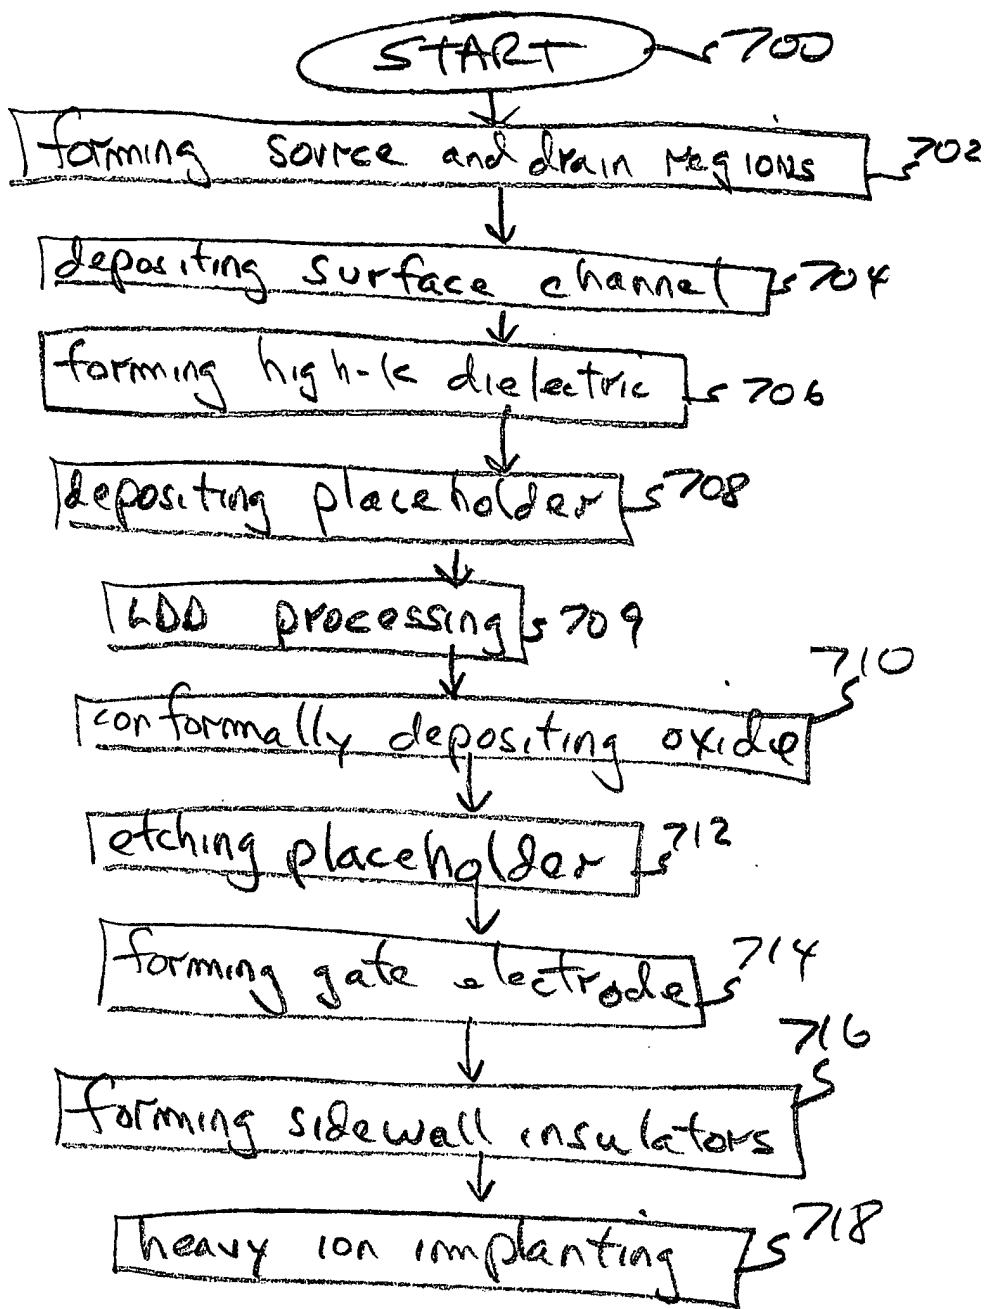 START 700
forming source and drain regions 702
depositing surface channel 704
forming high-k dielectric 706
depositing placeholder 708
LDD processing 709
710
conformally depositing oxide
etching placeholder 712
forming gate electrode 714
716
forming sidewall insulators
heavy ion implanting 718